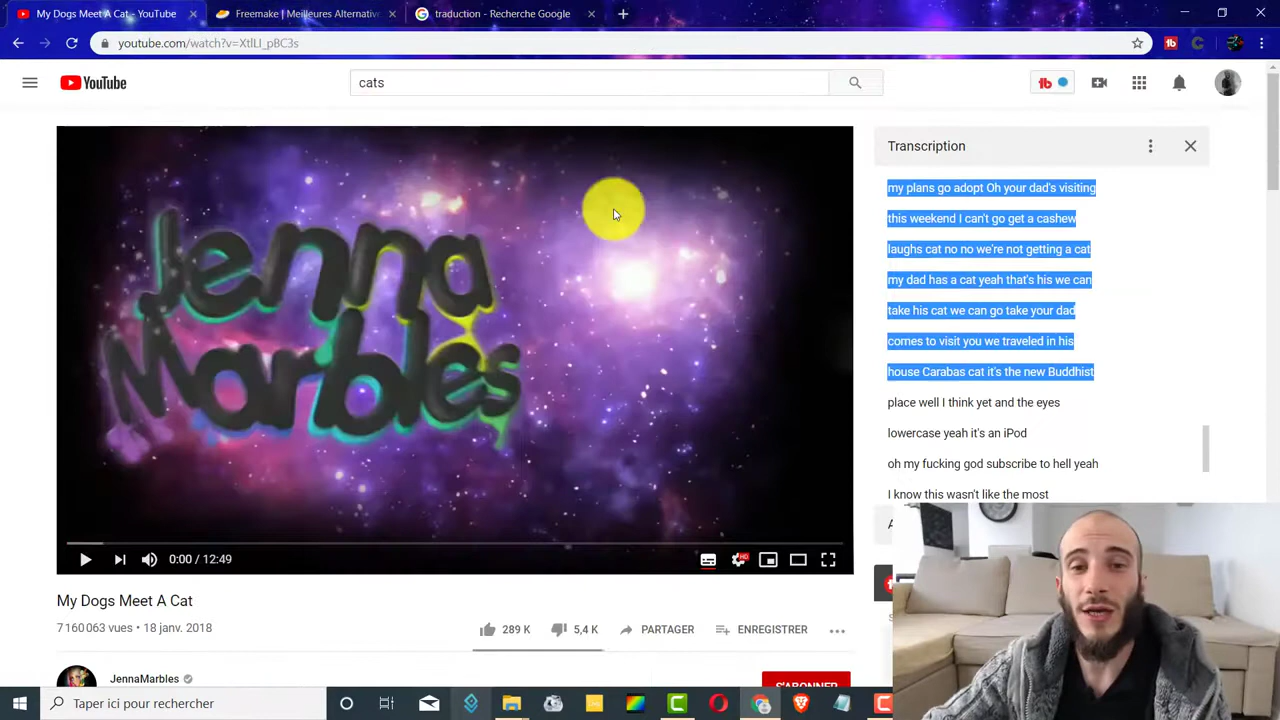 My Dogs Meet A Cat - YouTube
Freemake | Meilleures Alternativ
traduction - Recherche Google
youtube.com/watch?v=XtlLI_pBC3s
YouTube
cats
Jenna
Marbles
0:00 / 12:49
HD
My Dogs Meet A Cat
7 160 063 vues • 18 janv. 2018
289 K
5,4 K
PARTAGER
ENREGISTRER
JennaMarbles
S'ABONNER
Transcription
my plans go adopt Oh your dad's visiting
this weekend I can't go get a cashew
laughs cat no no we're not getting a cat
my dad has a cat yeah that's his we can
take his cat we can go take your dad
comes to visit you we traveled in his
house Carabas cat it's the new Buddhist
place well I think yet and the eyes
lowercase yeah it's an iPod
oh my fucking god subscribe to hell yeah
I know this wasn't like the most
Taper ici pour rechercher